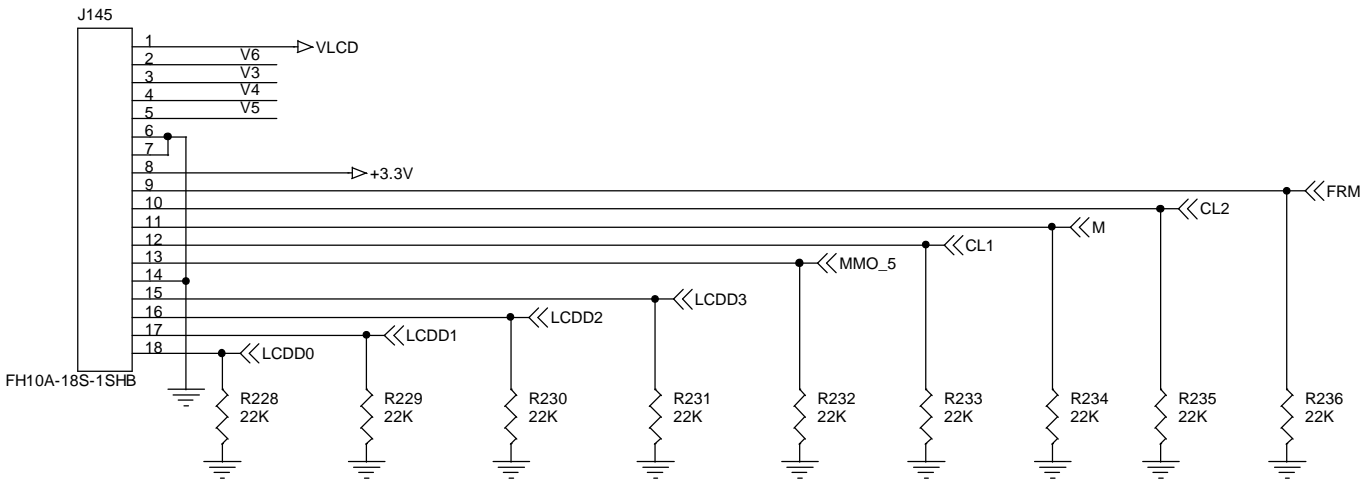 J145
1
VLCD
2
V6
3
V3
4
V4
5
V5
6
7
8
+3.3V
9
FRM
10
CL2
11
M
12
CL1
13
MMO_5
14
15
LCDD3
16
LCDD2
17
LCDD1
18
LCDD0
FH10A-18S-1SHB
R228
22K
R229
22K
R230
22K
R231
22K
R232
22K
R233
22K
R234
22K
R235
22K
R236
22K